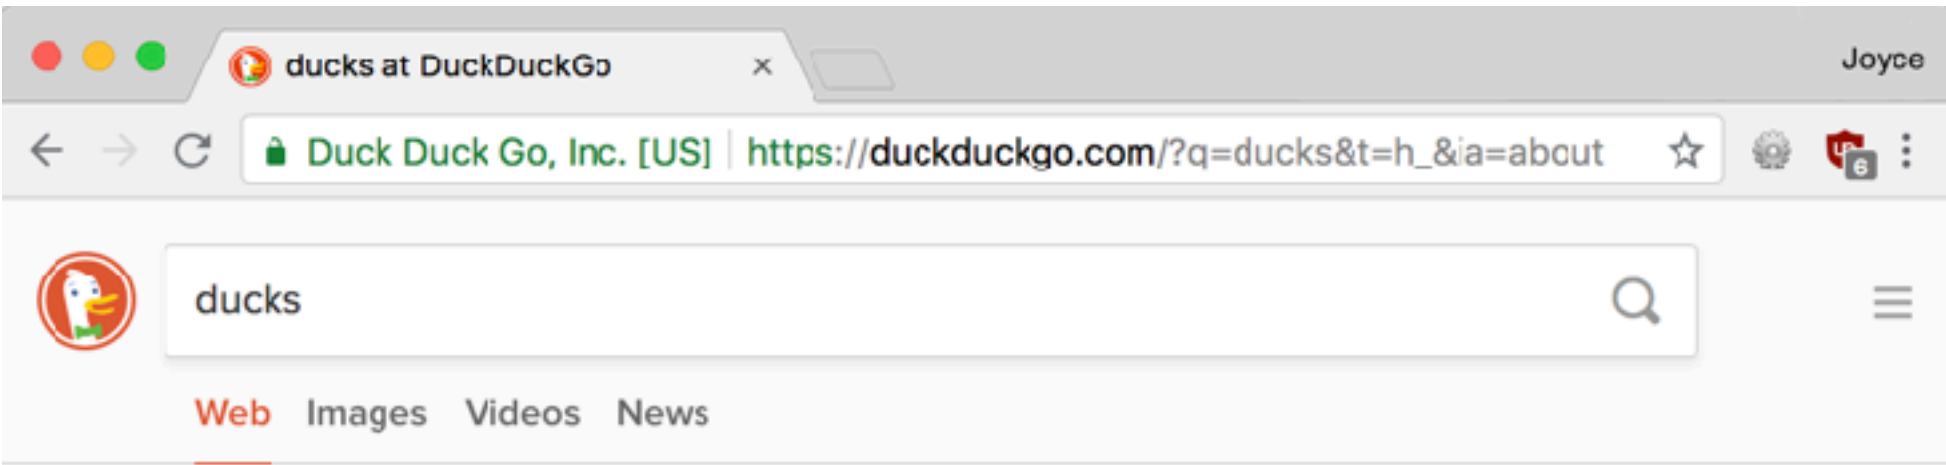 ducks at DuckDuckGo × Joyce
Duck Duck Go, Inc. [US] https://duckduckgo.com/?q=ducks&t=h_&ia=about 6
ducks
Web Images Videos News